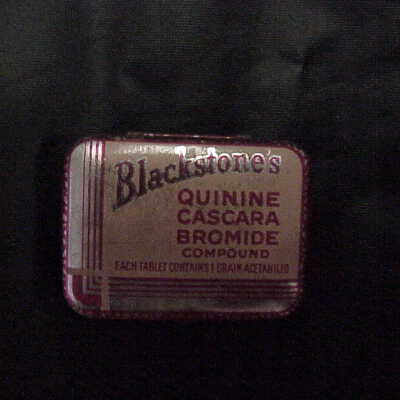 Blackstone's
QUININE
CASCARA
BROMIDE
COMPOUND
EACH TABLET CONTAINS 1 GRAIN ACETANILID